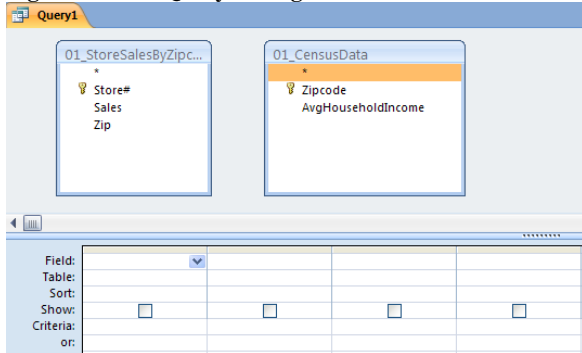 Query1
01_StoreSalesByZipc...
*
Store#
Sales
Zip
01_CensusData
*
Zipcode
AvgHouseholdIncome
Field:
Table:
Sort:
Show:
Criteria:
or: